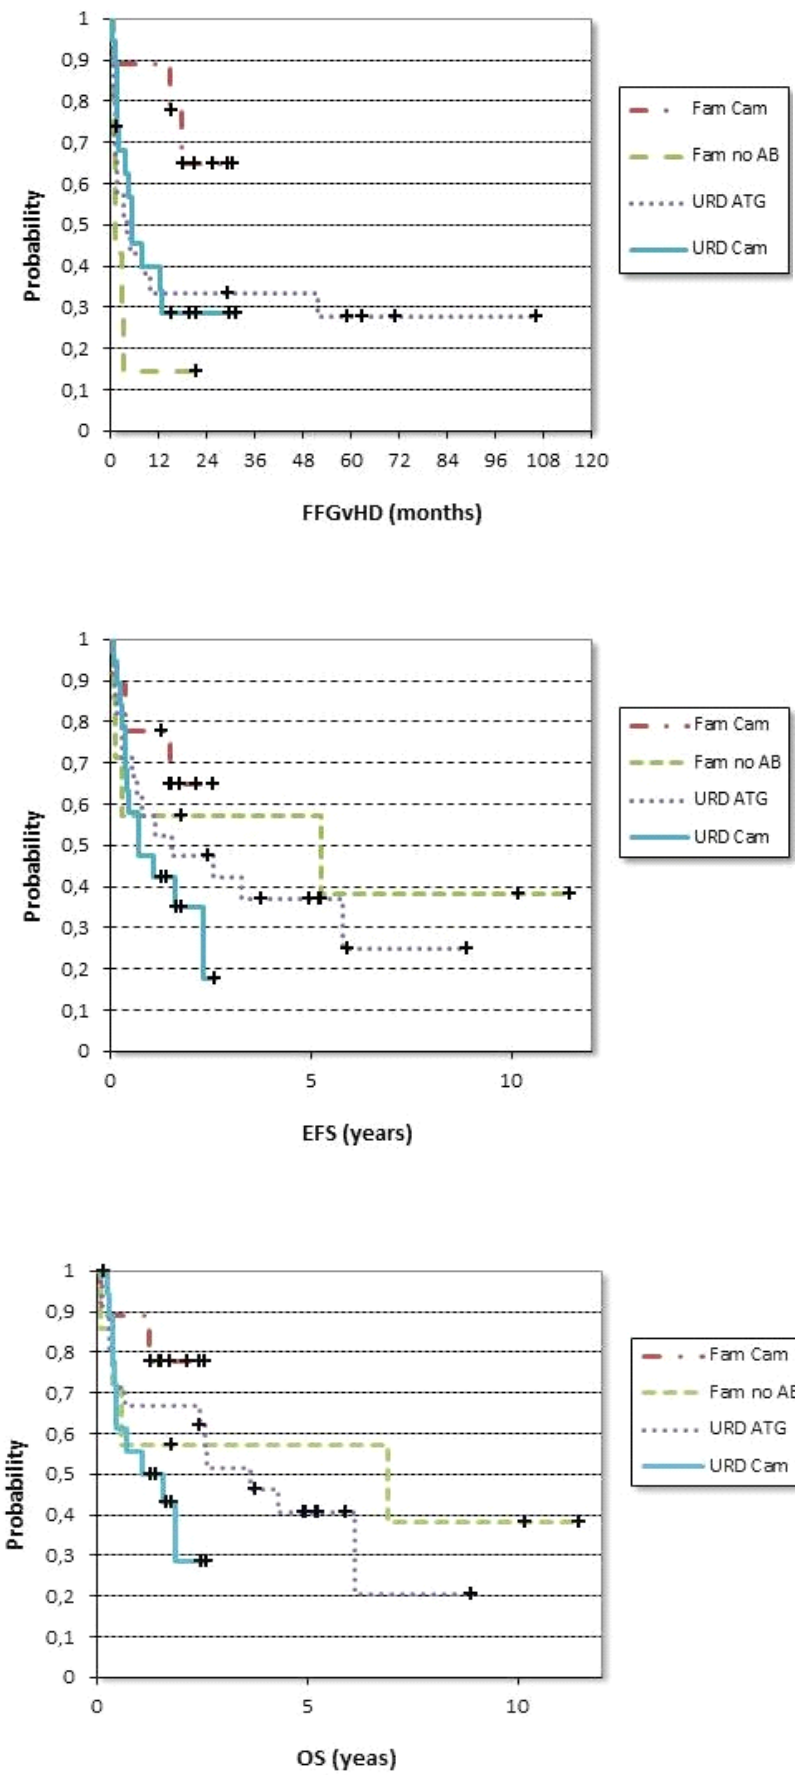 1
0,9
0,8
0,7
0,6
0,5
0,4
0,3
0,2
0,1
0
Probability
0 12 24 36 48 60 72 84 96 108 120
FFGvHD (months)
Fam Cam
Fam no AB
URD ATG
URD Cam
1
0,9
0,8
0,7
0,6
0,5
0,4
0,3
0,2
0,1
0
Probability
0 5 10
EFS (years)
Fam Cam
Fam no AB
URD ATG
URD Cam
1
0,9
0,8
0,7
0,6
0,5
0,4
0,3
0,2
0,1
0
Probability
0 5 10
OS (yeas)
Fam Cam
Fam no AB
URD ATG
URD Cam